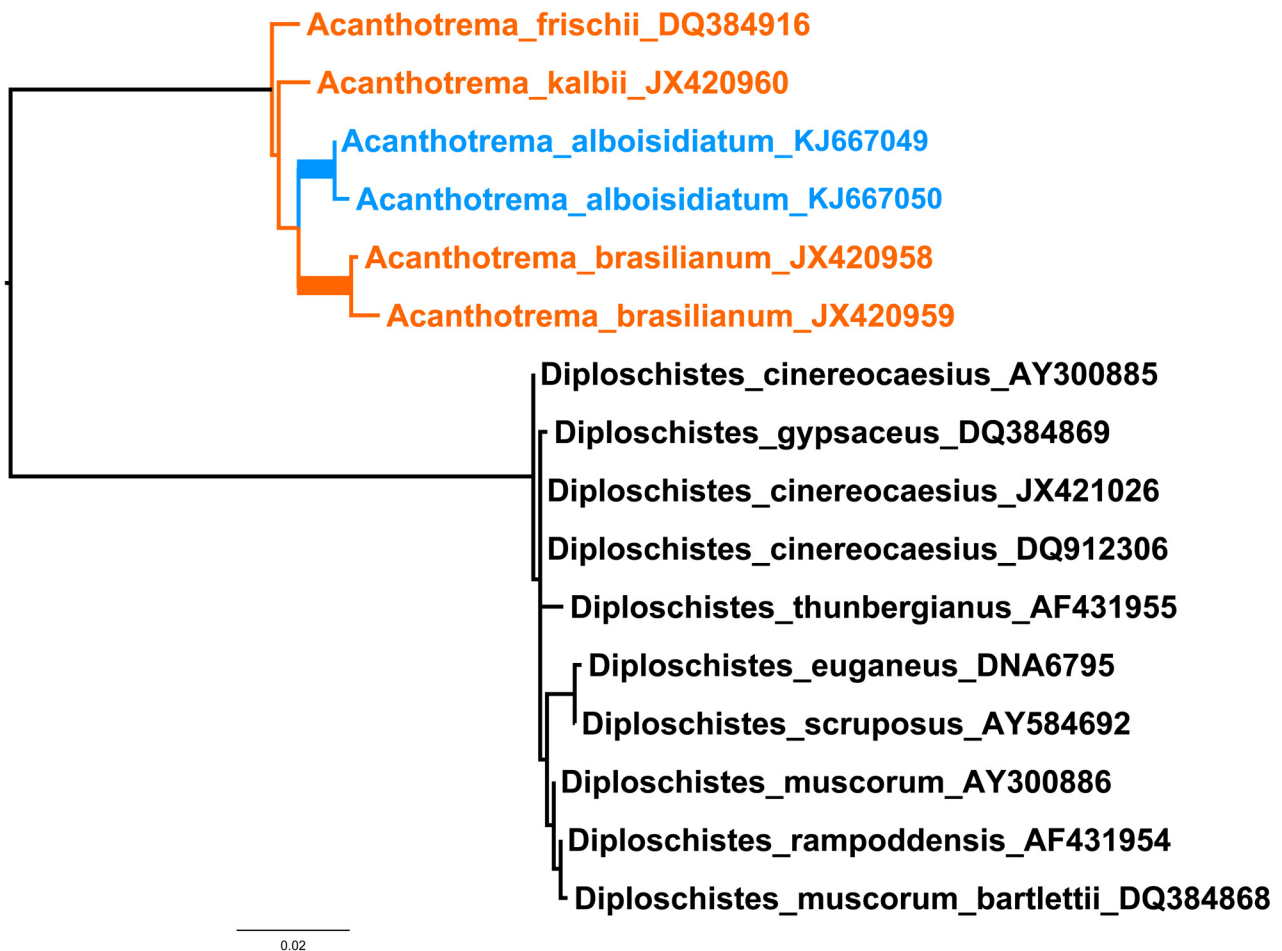 Acanthotrema_frischii_DQ384916
Acanthotrema_kalbii_JX420960
Acanthotrema_alboisidiatum_KJ667049
Acanthotrema_alboisidiatum_KJ667050
Acanthotrema_brasilianum_JX420958
Acanthotrema_brasilianum_JX420959
Diploschistes_cinereocaesius_AY300885
Diploschistes_gypsaceus_DQ384869
Diploschistes_cinereocaesius_JX421026
Diploschistes_cinereocaesius_DQ912306
Diploschistes_thunbergianus_AF431955
Diploschistes_euganeus_DNA6795
Diploschistes_scruposus_AY584692
Diploschistes_muscorum_AY300886
Diploschistes_rampoddensis_AF431954
Diploschistes_muscorum_bartlettii_DQ384868
0.02